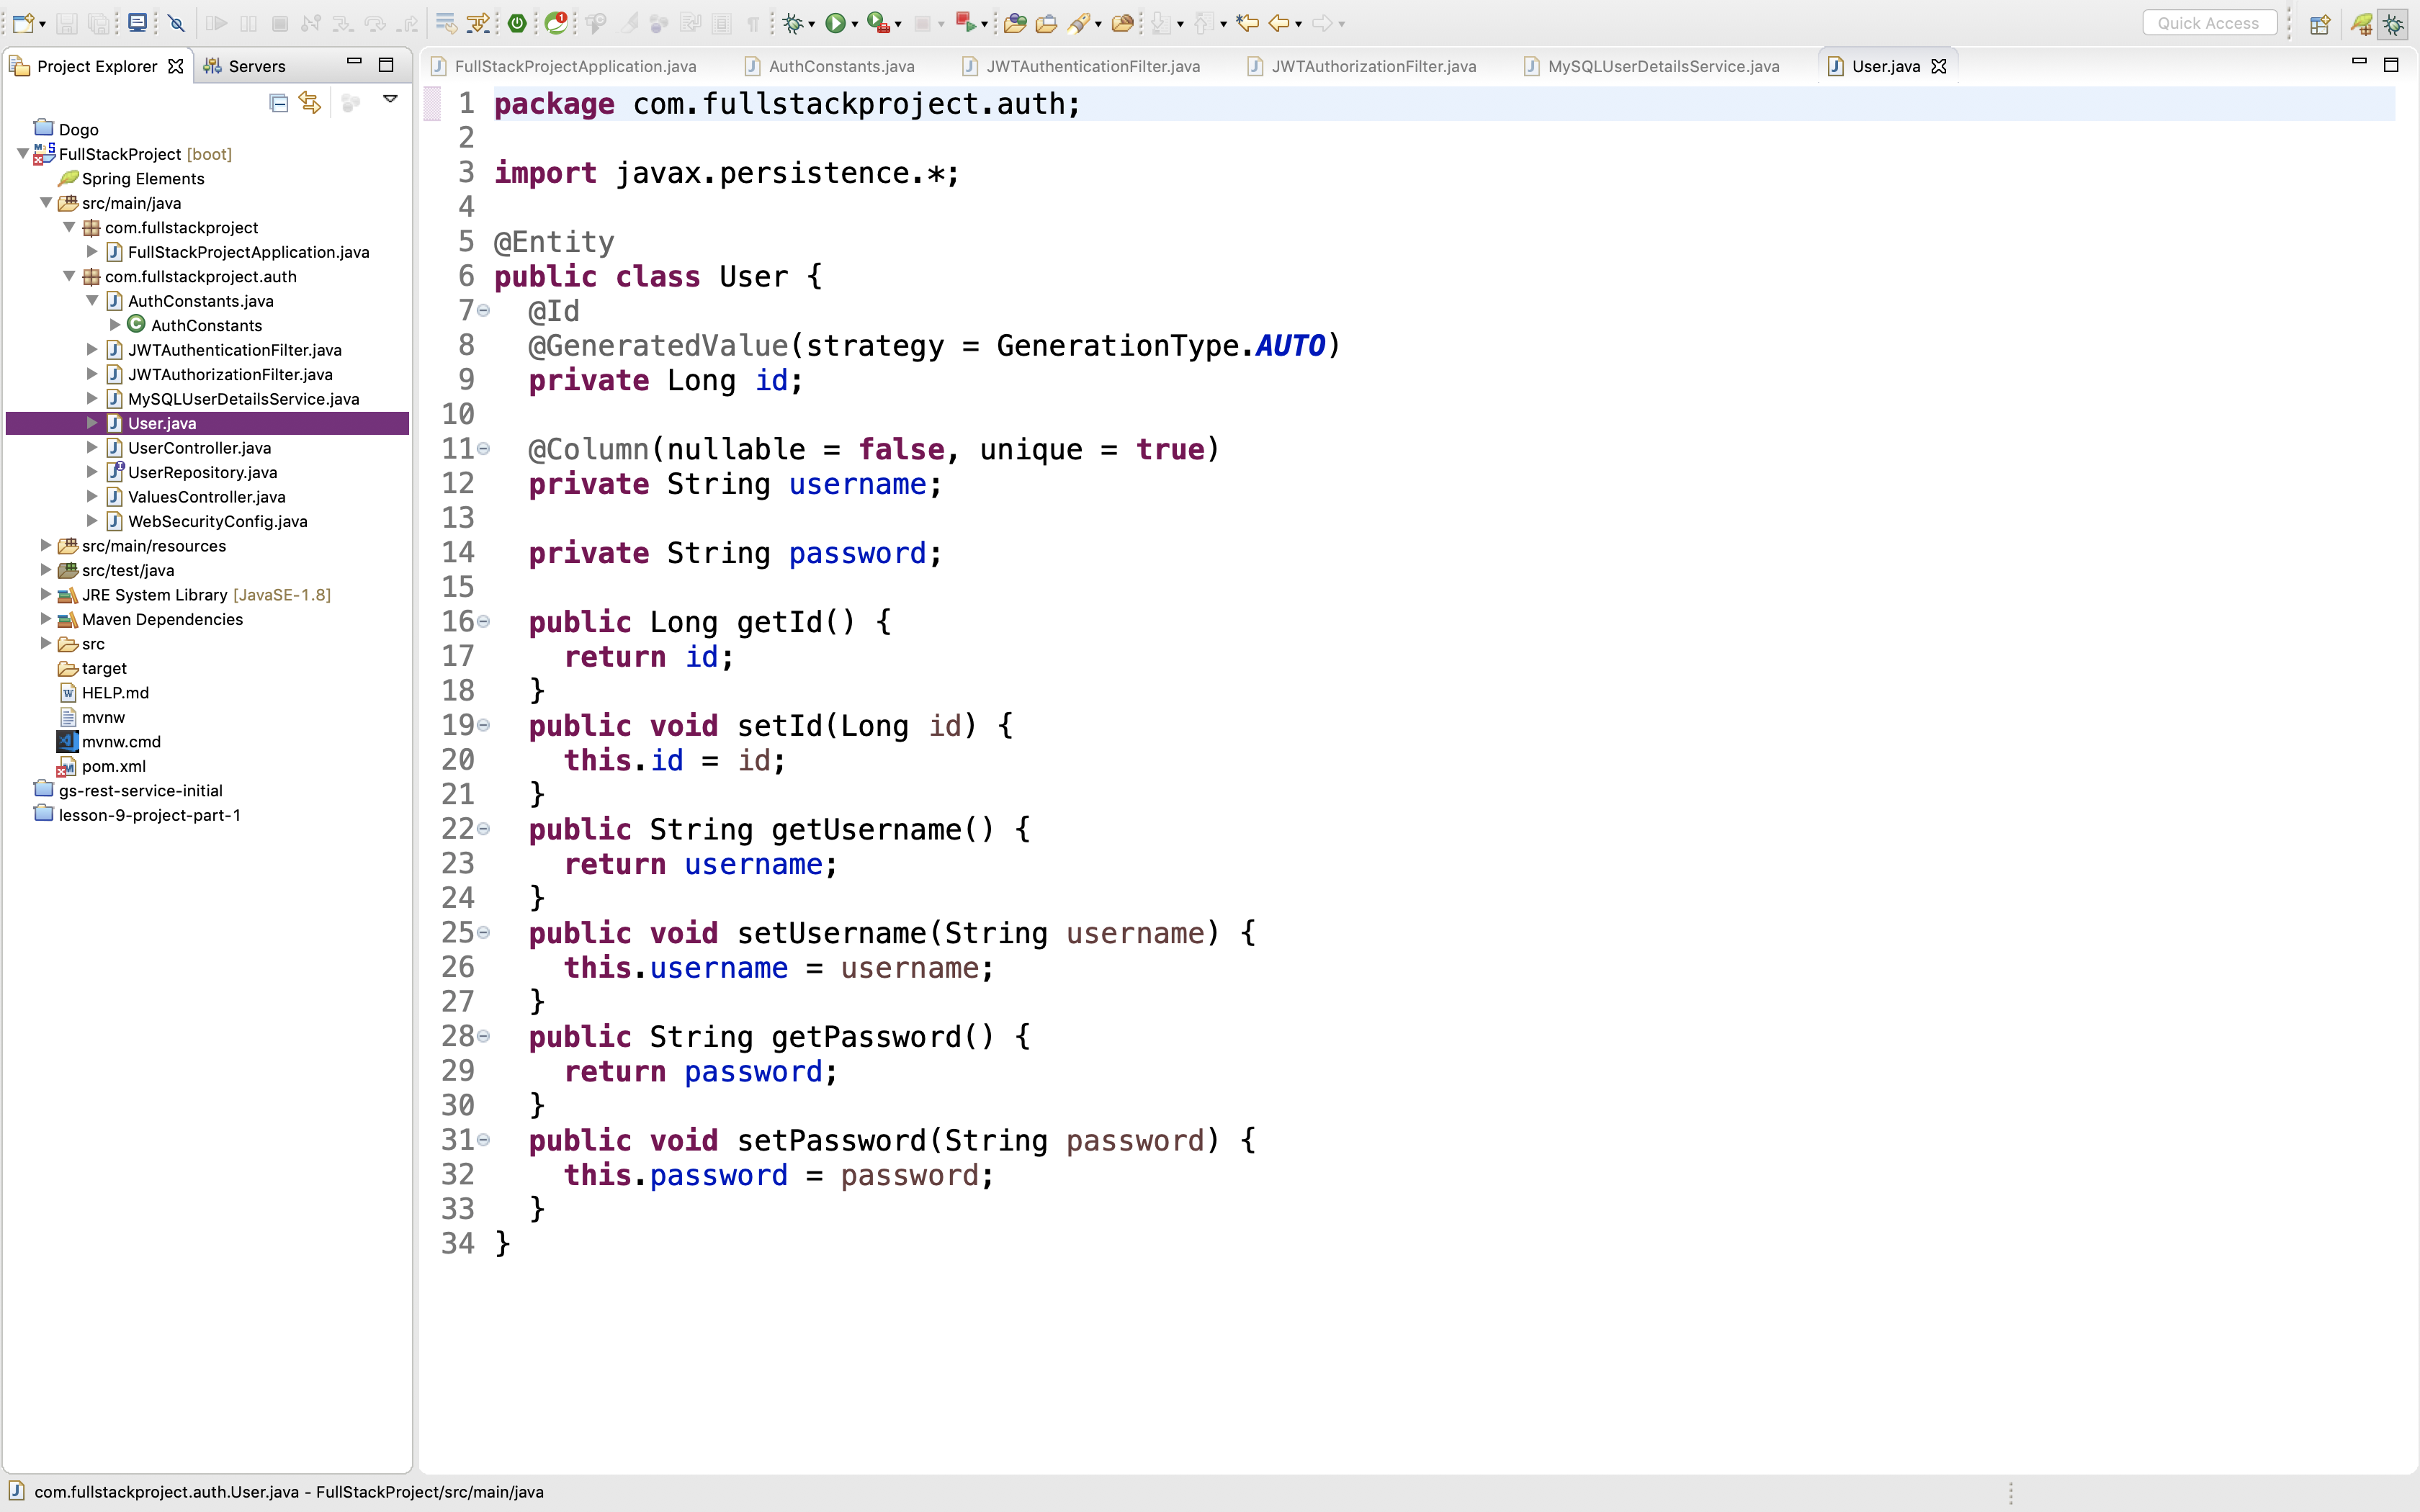 Quick Access
Project Explorer
Servers
Dogo
FullStackProject [boot]
Spring Elements
src/main/java
com.fullstackproject
FullStackProjectApplication.java
com.fullstackproject.auth
AuthConstants.java
AuthConstants
JWTAuthenticationFilter.java
JWTAuthorizationFilter.java
MySQLUserDetailsService.java
User.java
UserController.java
UserRepository.java
ValuesController.java
WebSecurityConfig.java
src/main/resources
src/test/java
JRE System Library [JavaSE-1.8]
Maven Dependencies
src
target
HELP.md
mvnw
mvnw.cmd
pom.xml
gs-rest-service-initial
lesson-9-project-part-1
FullStackProjectApplication.java AuthConstants.java JWTAuthenticationFilter.java JWTAuthorizationFilter.java MySQLUserDetailsService.java User.java
1 package com.fullstackproject.auth;
2
3 import javax.persistence.*;
4
5 @Entity
6 public class User {
7   @Id
8   @GeneratedValue(strategy = GenerationType.AUTO)
9   private Long id;
10
11   @Column(nullable = false, unique = true)
12   private String username;
13
14   private String password;
15
16   public Long getId() {
17     return id;
18   }
19   public void setId(Long id) {
20     this.id = id;
21   }
22   public String getUsername() {
23     return username;
24   }
25   public void setUsername(String username) {
26     this.username = username;
27   }
28   public String getPassword() {
29     return password;
30   }
31   public void setPassword(String password) {
32     this.password = password;
33   }
34 }
com.fullstackproject.auth.User.java - FullStackProject/src/main/java